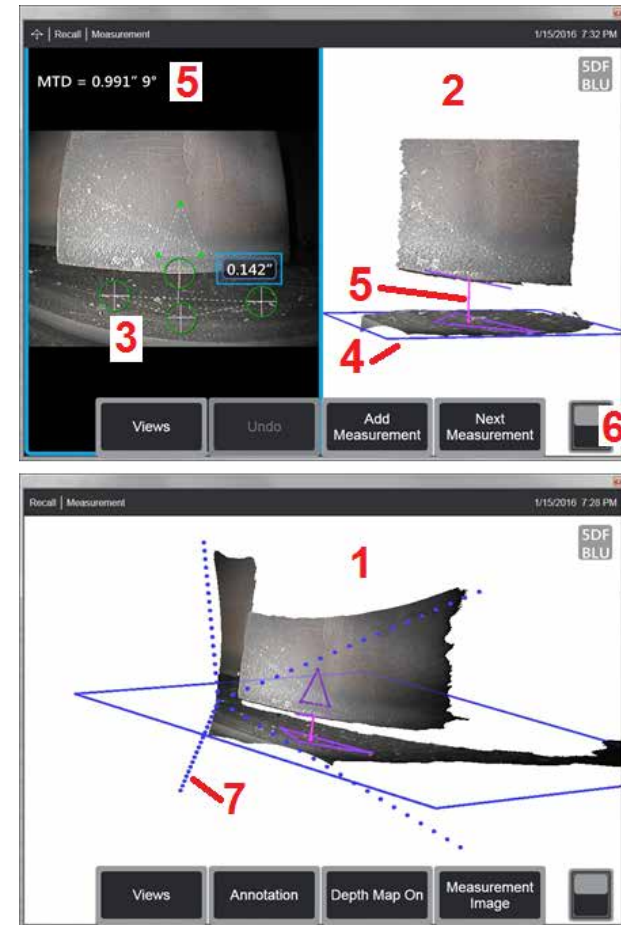 Recall | Measurement
1/15/2016 7:32 PM
MTD = 0.991" 9°
5
2
5DF
BLU
0.142"
5
3
4
Views
Undo
Add
Measurement
Next
Measurement
6
Recall | Measurement
1/15/2016 7:28 PM
1
5DF
BLU
7
Views
Annotation
Depth Map On
Measurement
Image